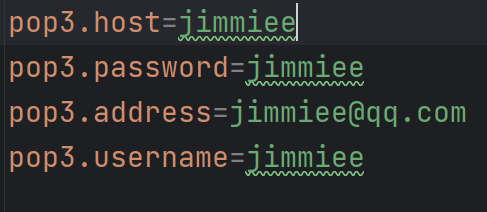 pop3.host=jimmiee
pop3.password=jimmiee
pop3.address=jimmiee@qq.com
pop3.username=jimmiee